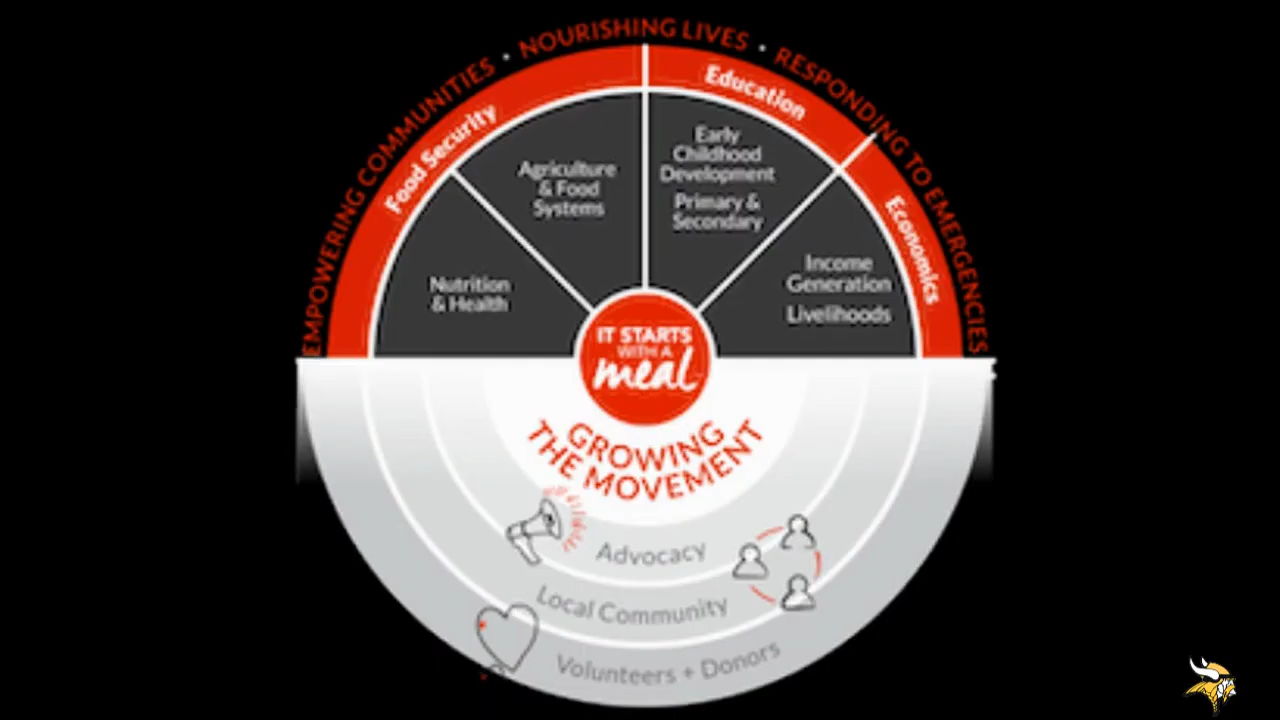 EMPOWERING COMMUNITIES • NOURISHING LIVES • RESPONDING TO EMERGENCIES
Food Security
Education
Economics
Nutrition
& Health
Agriculture
& Food
Systems
Early
Childhood
Development
Primary &
Secondary
Income
Generation
Livelihoods
IT STARTS
WITH A
meal
GROWING
THE MOVEMENT
Advocacy
Local Community
Volunteers + Donors